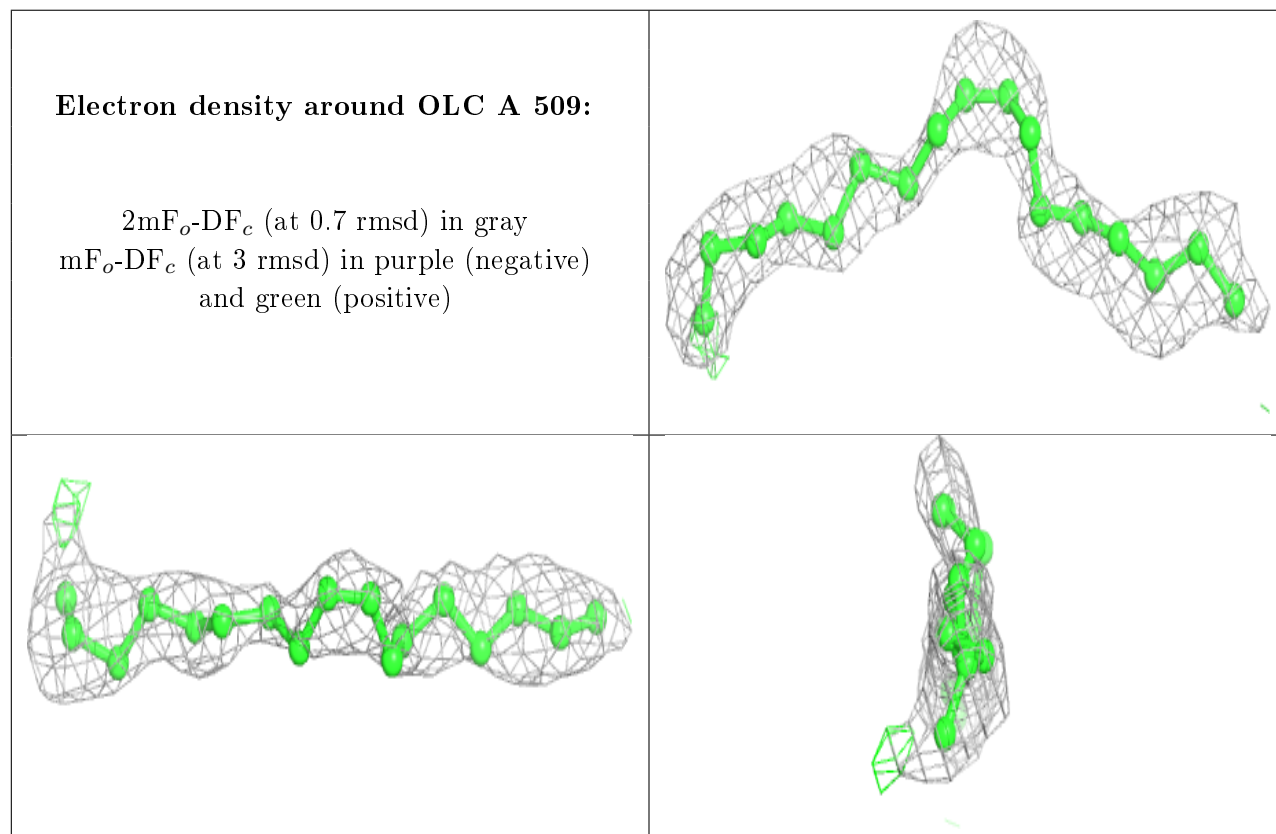 Electron density around OLC A 509:
2mFₒ-DF𝒸 (at 0.7 rmsd) in gray
mFₒ-DF𝒸 (at 3 rmsd) in purple (negative)
and green (positive)